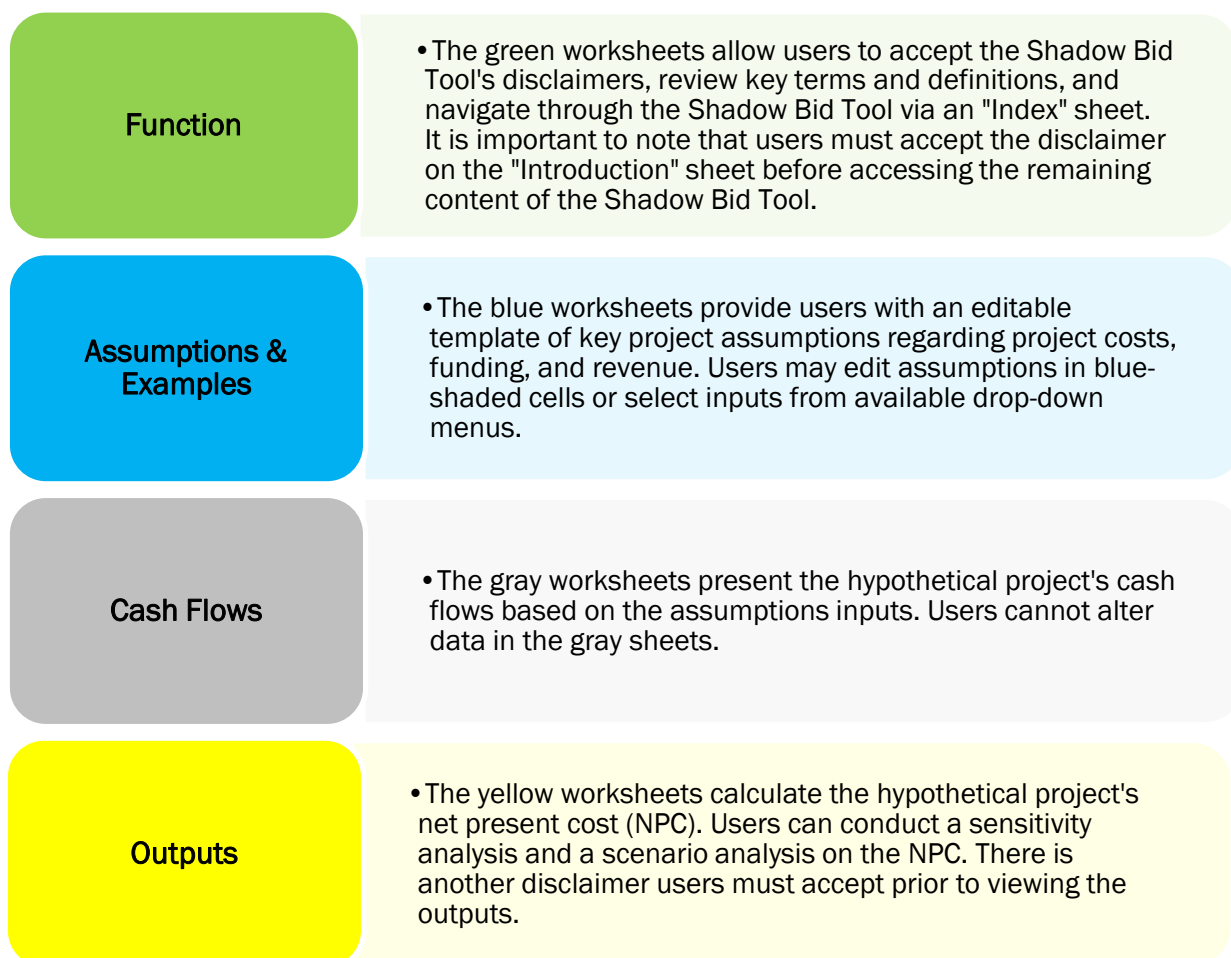 Function
•The green worksheets allow users to accept the Shadow Bid
Tool's disclaimers, review key terms and definitions, and
navigate through the Shadow Bid Tool via an "Index" sheet.
It is important to note that users must accept the disclaimer
on the "Introduction" sheet before accessing the remaining
content of the Shadow Bid Tool.
Assumptions &
Examples
•The blue worksheets provide users with an editable
template of key project assumptions regarding project costs,
funding, and revenue. Users may edit assumptions in blue-
shaded cells or select inputs from available drop-down
menus.
Cash Flows
•The gray worksheets present the hypothetical project's cash
flows based on the assumptions inputs. Users cannot alter
data in the gray sheets.
Outputs
•The yellow worksheets calculate the hypothetical project's
net present cost (NPC). Users can conduct a sensitivity
analysis and a scenario analysis on the NPC. There is
another disclaimer users must accept prior to viewing the
outputs.